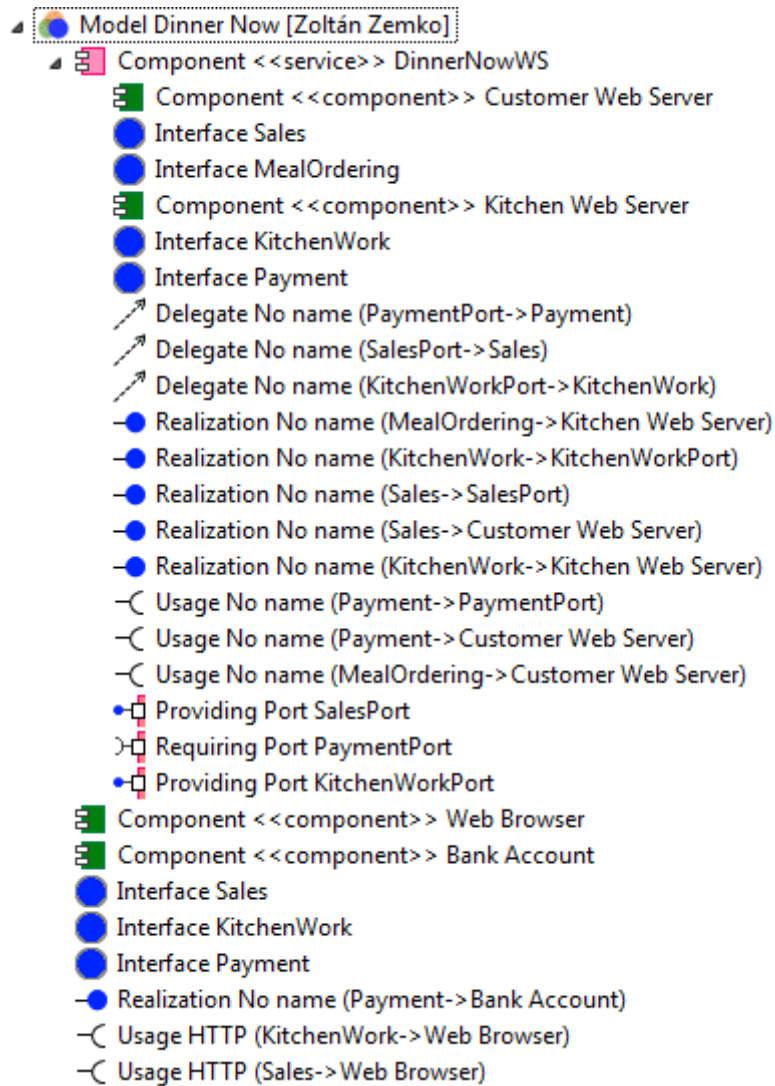 Model Dinner Now [Zoltán Zemko]
Component <<service>> DinnerNowWS
Component <<component>> Customer Web Server
Interface Sales
Interface MealOrdering
Component <<component>> Kitchen Web Server
Interface KitchenWork
Interface Payment
Delegate No name (PaymentPort->Payment)
Delegate No name (SalesPort->Sales)
Delegate No name (KitchenWorkPort->KitchenWork)
Realization No name (MealOrdering->Kitchen Web Server)
Realization No name (KitchenWork->KitchenWorkPort)
Realization No name (Sales->SalesPort)
Realization No name (Sales->Customer Web Server)
Realization No name (KitchenWork->Kitchen Web Server)
Usage No name (Payment->PaymentPort)
Usage No name (Payment->Customer Web Server)
Usage No name (MealOrdering->Customer Web Server)
Providing Port SalesPort
Requiring Port PaymentPort
Providing Port KitchenWorkPort
Component <<component>> Web Browser
Component <<component>> Bank Account
Interface Sales
Interface KitchenWork
Interface Payment
Realization No name (Payment->Bank Account)
Usage HTTP (KitchenWork->Web Browser)
Usage HTTP (Sales->Web Browser)